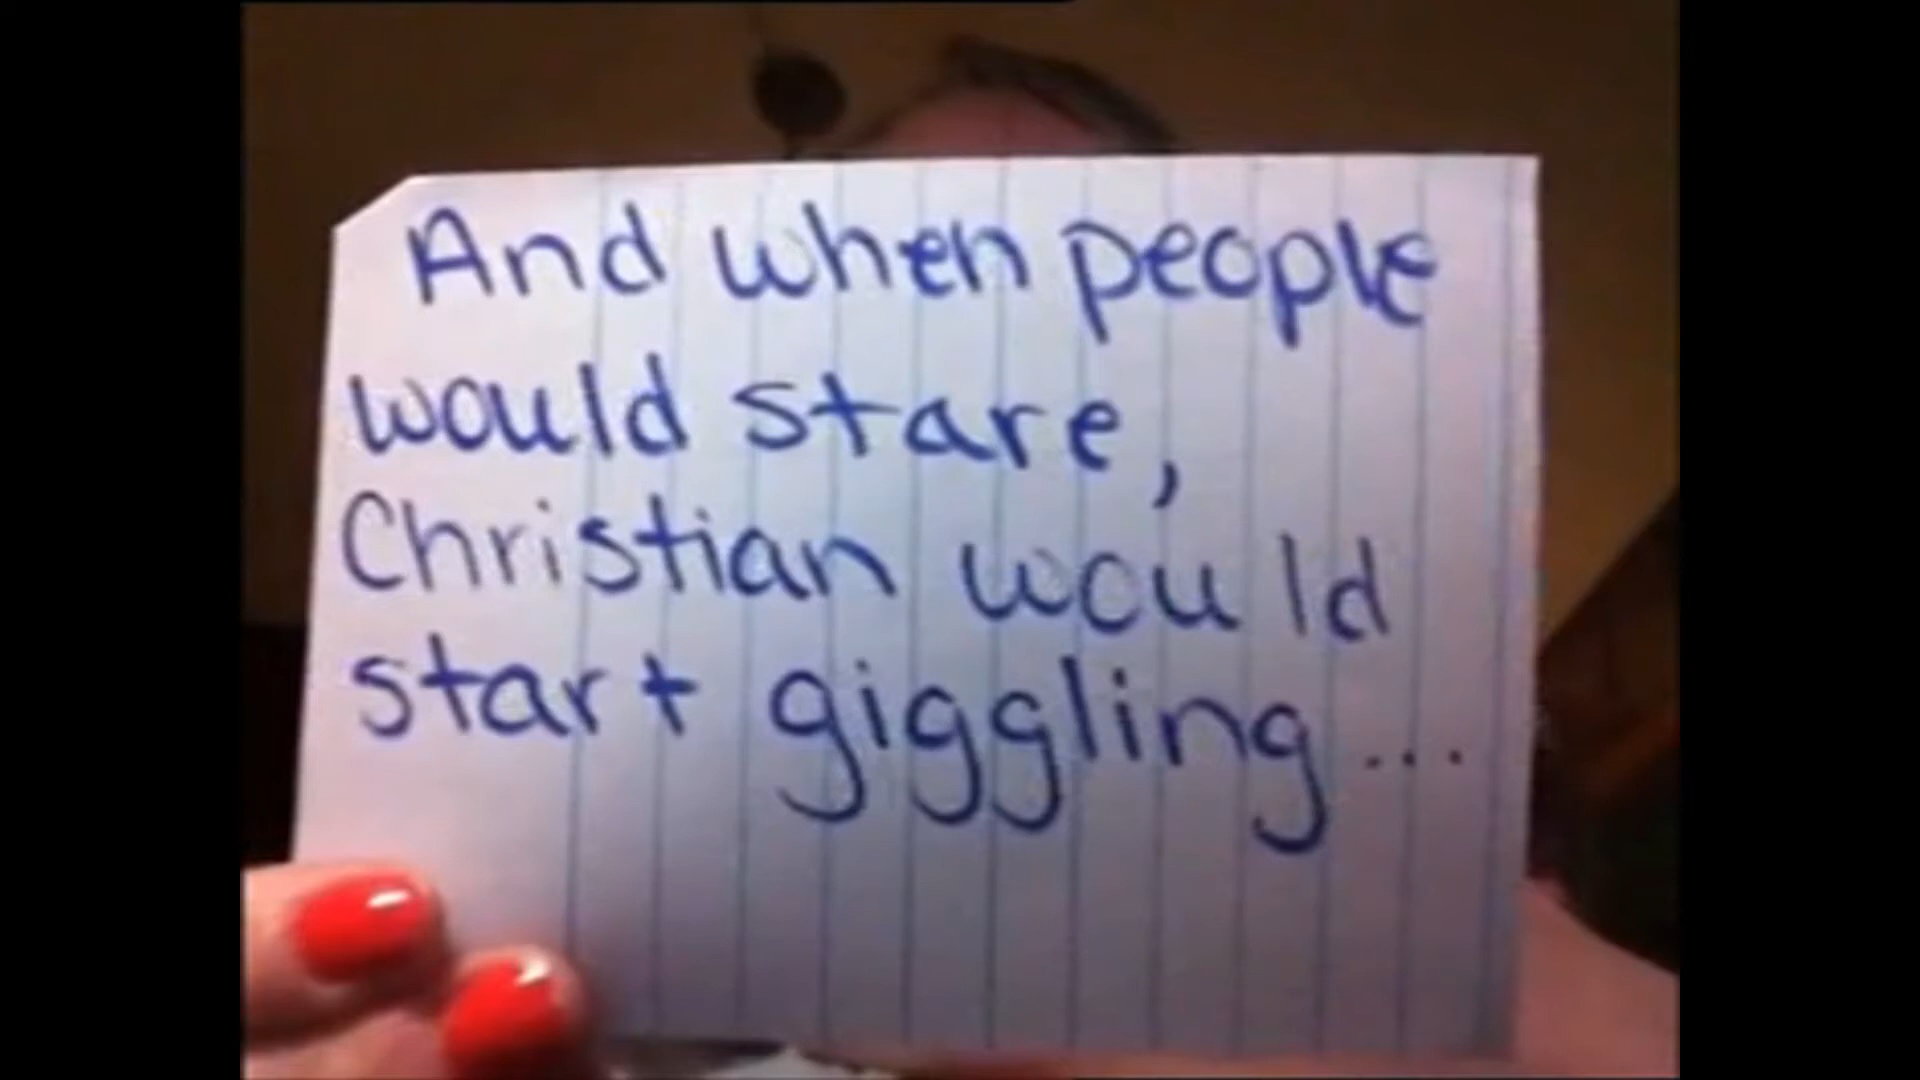 And when people
would stare,
Christian would
start giggling...